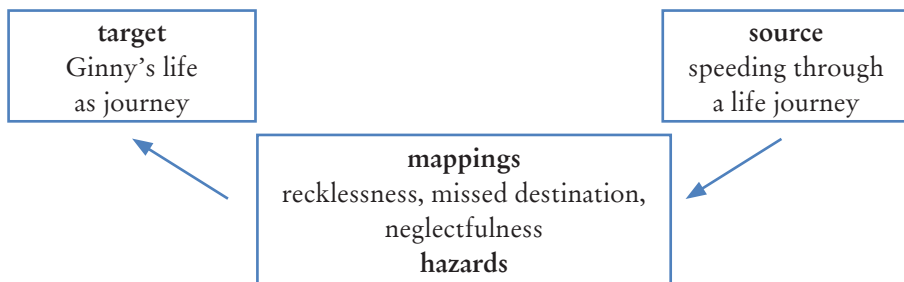 target
Ginny’s life
as journey
source
speeding through
a life journey
mappings
recklessness, missed destination,
neglectfulness
hazards